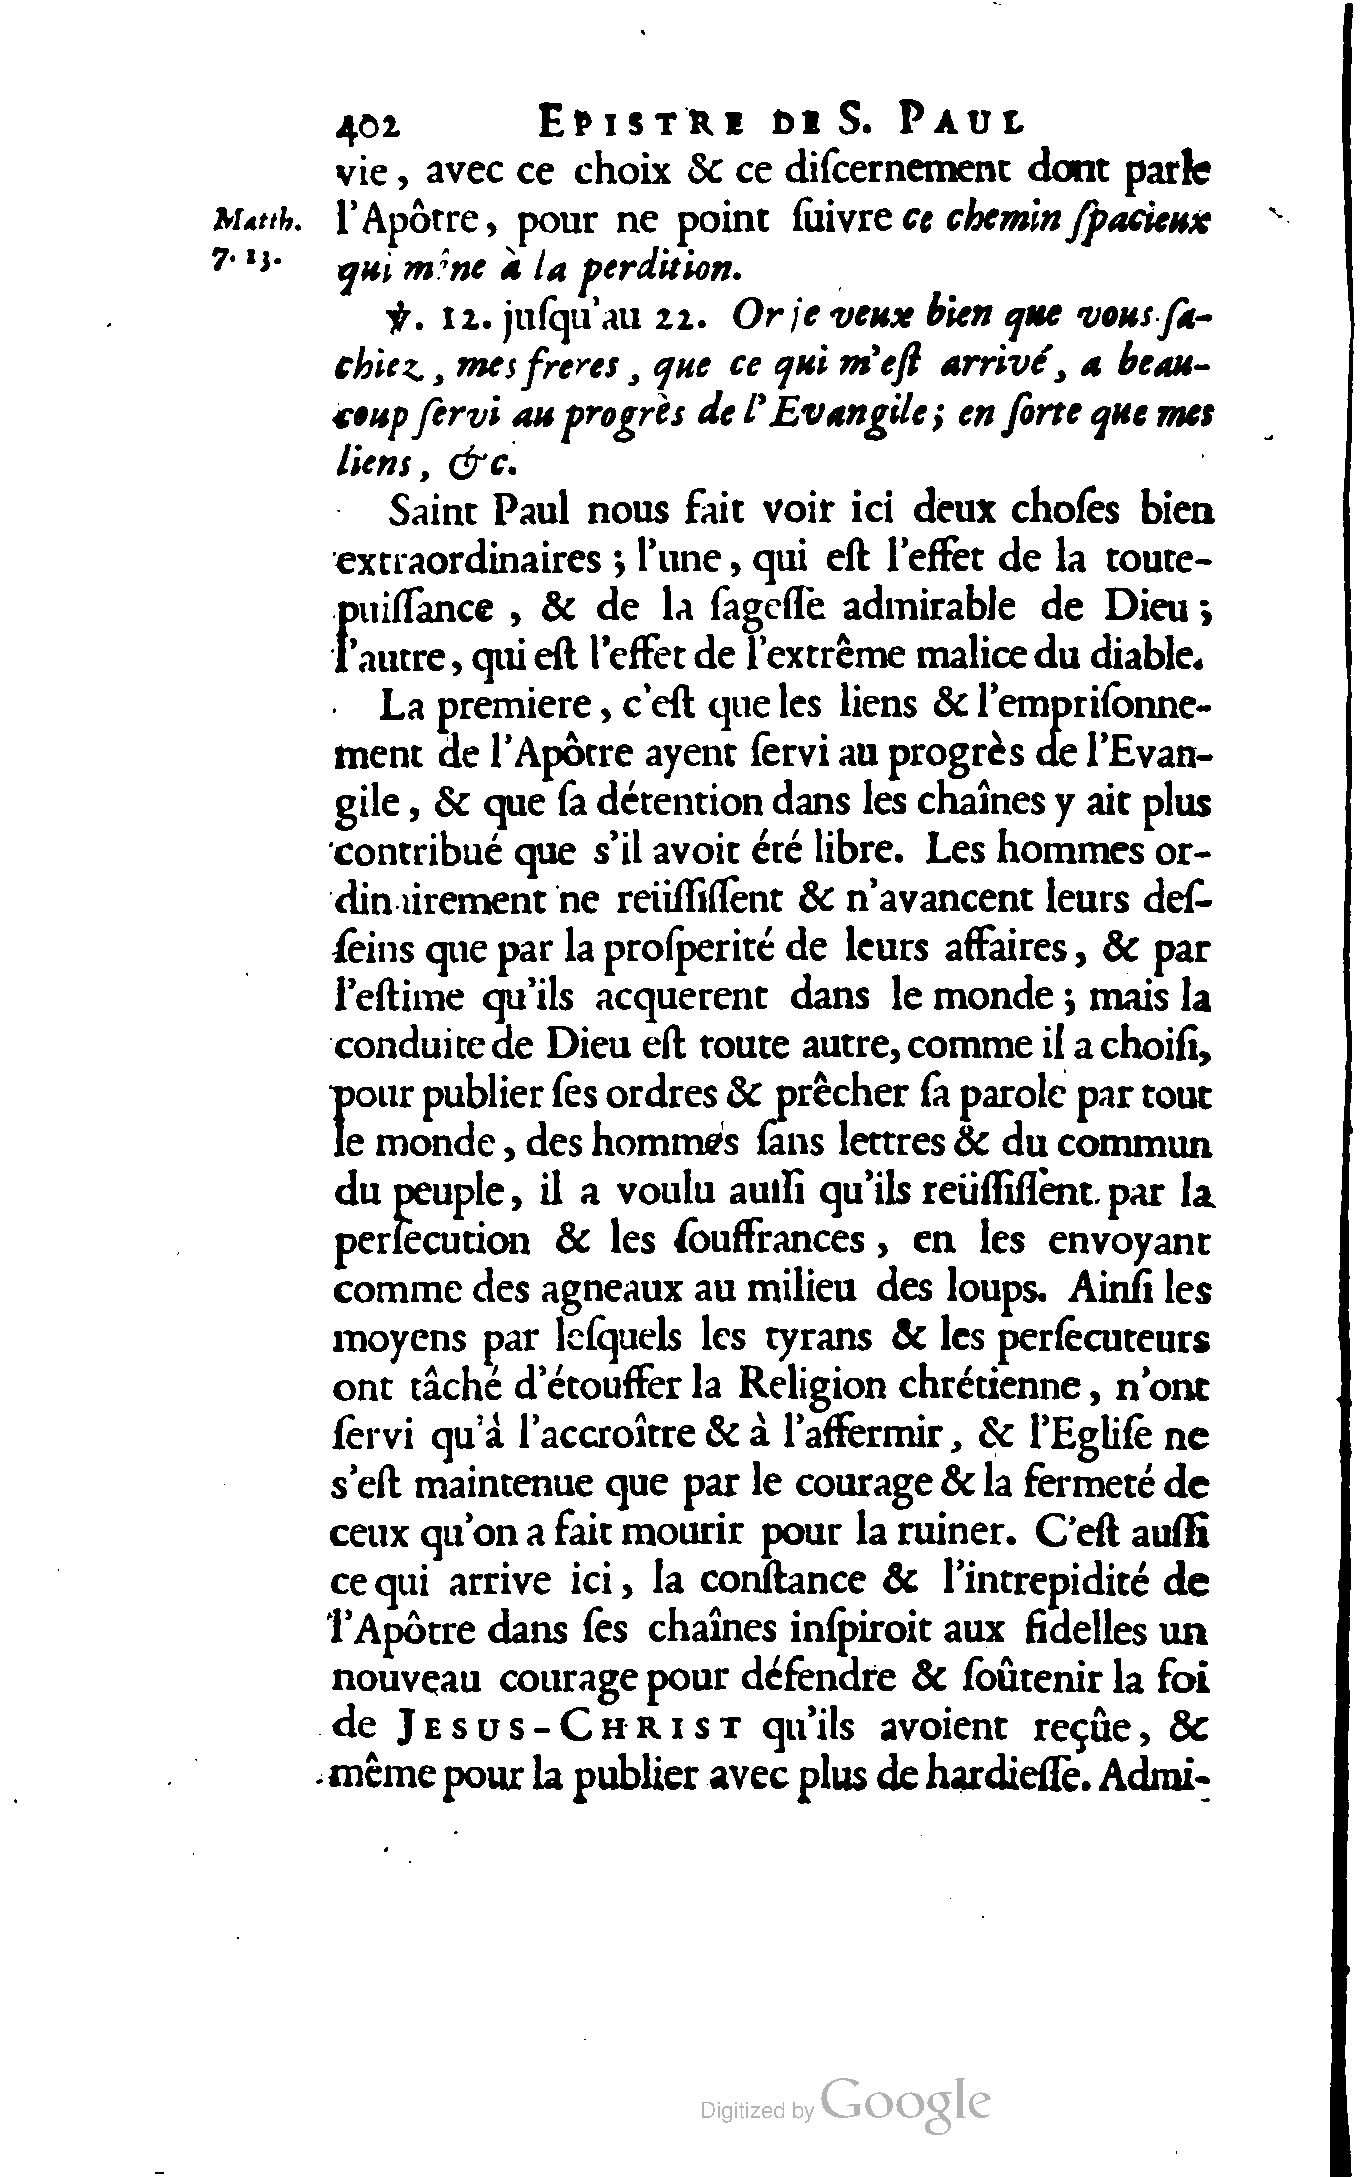 402 EPISTRE DE S. PAUL
vie, avec ce choix & ce diſcernement dont parle
Matth. l'Apôtre, pour ne point ſuivre ce chemin ſpacieux
7. 13. qui mène à la perdition.
℣. 12. juſqu'au 22. Or je veux bien que vous ſa-
chiez, mes freres, que ce qui m'eſt arrivé, a beau-
coup ſervi au progrès de l'Evangile; en ſorte que mes
liens, &c.
Saint Paul nous fait voir ici deux choſes bien
extraordinaires; l'une, qui eſt l'effet de la toute-
puiſſance, & de la ſageſſe admirable de Dieu;
l'autre, qui eſt l'effet de l'extrême malice du diable.
La premiere, c'eſt que les liens & l'empriſonne-
ment de l'Apôtre ayent ſervi au progrès de l'Evan-
gile, & que ſa détention dans les chaînes y ait plus
contribué que s'il avoit été libre. Les hommes or-
dinairement ne reüſſiſſent & n'avancent leurs deſ-
ſeins que par la proſperité de leurs affaires, & par
l'eſtime qu'ils acquerent dans le monde; mais la
conduite de Dieu eſt toute autre, comme il a choiſi,
pour publier ſes ordres & prêcher ſa parole par tout
le monde, des hommes ſans lettres & du commun
du peuple, il a voulu auſſi qu'ils reüſſiſſent par la
perſecution & les ſouffrances, en les envoyant
comme des agneaux au milieu des loups. Ainſi les
moyens par leſquels les tyrans & les perſecuteurs
ont tâché d'étouffer la Religion chrétienne, n'ont
ſervi qu'à l'accroître & à l'affermir, & l'Egliſe ne
s'eſt maintenue que par le courage & la fermeté de
ceux qu'on a fait mourir pour la ruiner. C'eſt auſſi
ce qui arrive ici, la conſtance & l'intrepidité de
l'Apôtre dans ſes chaînes inſpiroit aux fidelles un
nouveau courage pour défendre & ſoûtenir la foi
de JESUS-CHRIST qu'ils avoient reçûe, &
même pour la publier avec plus de hardieſſe. Admi-
Digitized by Google